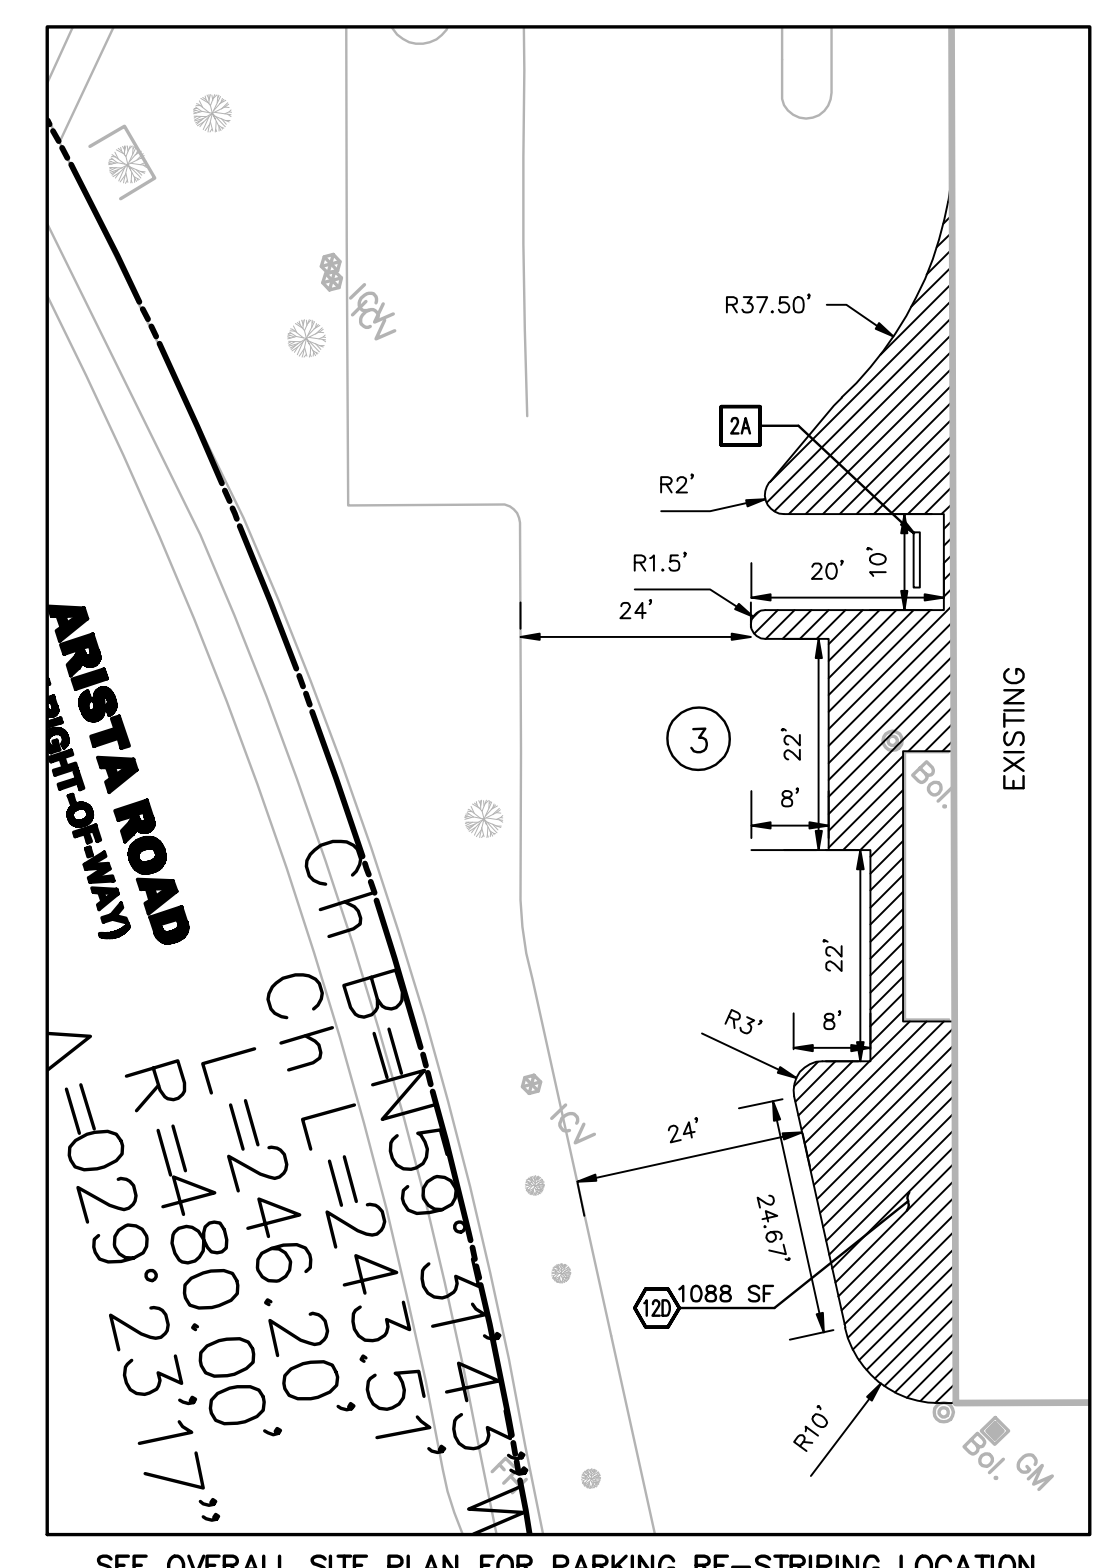 ICV
ICV
R37.50'
2A
R2'
R1.5'
20'
10'
24'
3
22'
8'
EXISTING
Bol.
22'
8'
R3'
24'
24.67'
ICV
12D
1088 SF
R10'
Bol.
GM
ARISTA ROAD
RIGHT-OF-WAY)
Ch B=N59° 31'43" W
Ch L=243.51'
L=246.20'
R=480.00'
=029°23'17"
SEE OVERALL SITE PLAN FOR PARKING RE-STRIPING LOCATION